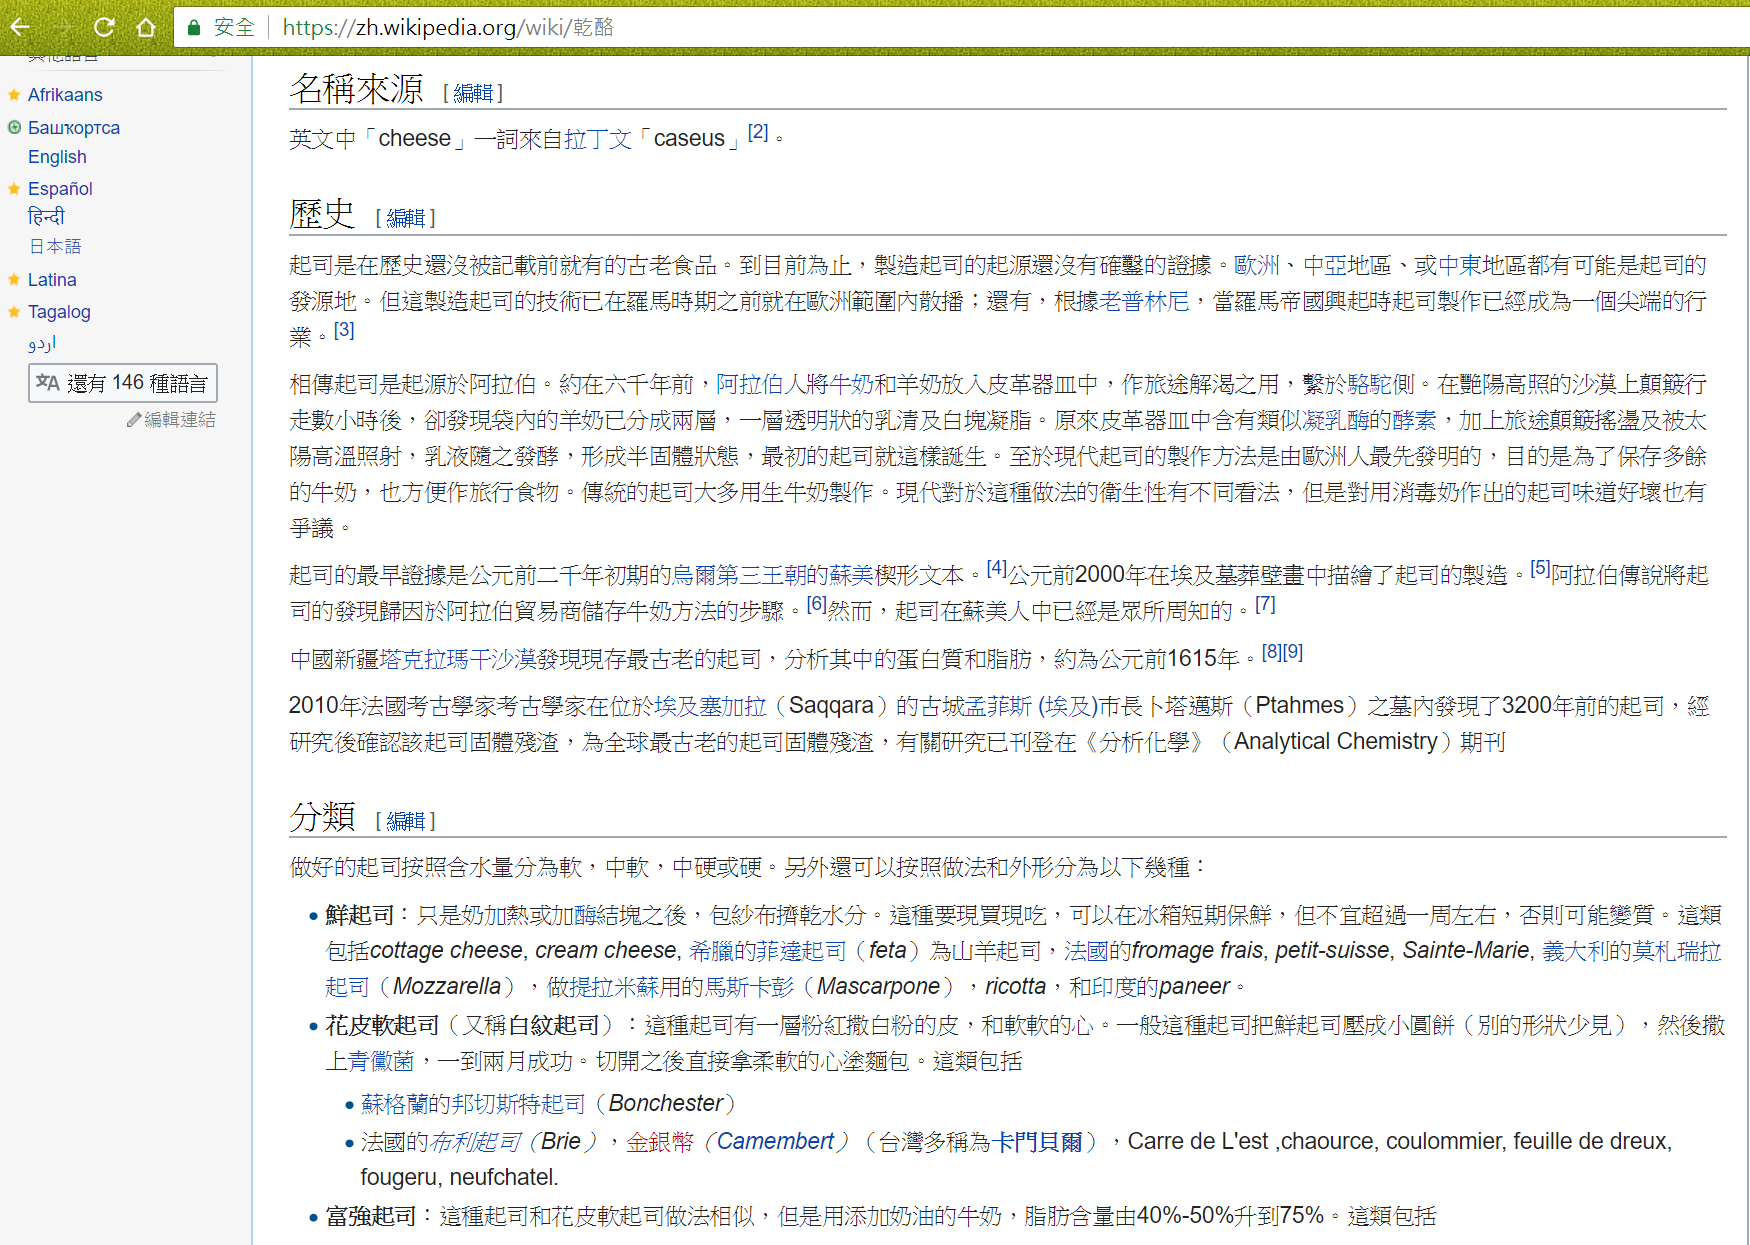 安全 https://zh.wikipedia.org/wiki/乾酪
其他語言
Afrikaans
Башҡортса
English
Español
हिन्दी
日本語
Latina
Tagalog
اردو
還有 146 種語言
編輯連結
名稱來源 [編輯]
英文中「cheese」一詞來自拉丁文「caseus」[2]。
歷史 [編輯]
起司是在歷史還沒被記載前就有的古老食品。到目前為止，製造起司的起源還沒有確鑿的證據。歐洲、中亞地區、或中東地區都有可能是起司的
發源地。但這製造起司的技術已在羅馬時期之前就在歐洲範圍內散播；還有，根據老普林尼，當羅馬帝國興起時起司製作已經成為一個尖端的行
業。[3]
相傳起司是起源於阿拉伯。約在六千年前，阿拉伯人將牛奶和羊奶放入皮革器皿中，作旅途解渴之用，繫於駱駝側。在艷陽高照的沙漠上顛簸行
走數小時後，卻發現袋內的羊奶已分成兩層，一層透明狀的乳清及白塊凝脂。原來皮革器皿中含有類似凝乳酶的酵素，加上旅途顛簸搖盪及被太
陽高溫照射，乳液隨之發酵，形成半固體狀態，最初的起司就這樣誕生。至於現代起司的製作方法是由歐洲人最先發明的，目的是為了保存多餘
的牛奶，也方便作旅行食物。傳統的起司大多用生牛奶製作。現代對於這種做法的衛生性有不同看法，但是對用消毒奶作出的起司味道好壞也有
爭議。
起司的最早證據是公元前二千年初期的烏爾第三王朝的蘇美楔形文本。[4]公元前2000年在埃及墓葬壁畫中描繪了起司的製造。[5]阿拉伯傳說將起
司的發現歸因於阿拉伯貿易商儲存牛奶方法的步驟。[6]然而，起司在蘇美人中已經是眾所周知的。[7]
中國新疆塔克拉瑪干沙漠發現現存最古老的起司，分析其中的蛋白質和脂肪，約為公元前1615年。[8][9]
2010年法國考古學家考古學家在位於埃及塞加拉（Saqqara）的古城孟菲斯 (埃及)市長卜塔邁斯（Ptahmes）之墓內發現了3200年前的起司，經
研究後確認該起司固體殘渣，為全球最古老的起司固體殘渣，有關研究已刊登在《分析化學》（Analytical Chemistry）期刊
分類 [編輯]
做好的起司按照含水量分為軟，中軟，中硬或硬。另外還可以按照做法和外形分為以下幾種：
鮮起司：只是奶加熱或加酶結塊之後，包紗布擠乾水分。這種要現買現吃，可以在冰箱短期保鮮，但不宜超過一周左右，否則可能變質。這類
包括cottage cheese, cream cheese, 希臘的菲達起司（feta）為山羊起司，法國的fromage frais, petit-suisse, Sainte-Marie, 義大利的莫札瑞拉
起司（Mozzarella），做提拉米蘇用的馬斯卡彭（Mascarpone），ricotta，和印度的paneer。
花皮軟起司（又稱白紋起司）：這種起司有一層粉紅撒白粉的皮，和軟軟的心。一般這種起司把鮮起司壓成小圓餅（別的形狀少見），然後撒
上青黴菌，一到兩月成功。切開之後直接拿柔軟的心塗麵包。這類包括
蘇格蘭的邦切斯特起司（Bonchester）
法國的布利起司（Brie），金銀幣（Camembert）（台灣多稱為卡門貝爾），Carre de L'est ,chaource, coulommier, feuille de dreux,
fougeru, neufchatel.
富強起司：這種起司和花皮軟起司做法相似，但是用添加奶油的牛奶，脂肪含量由40%-50%升到75%。這類包括